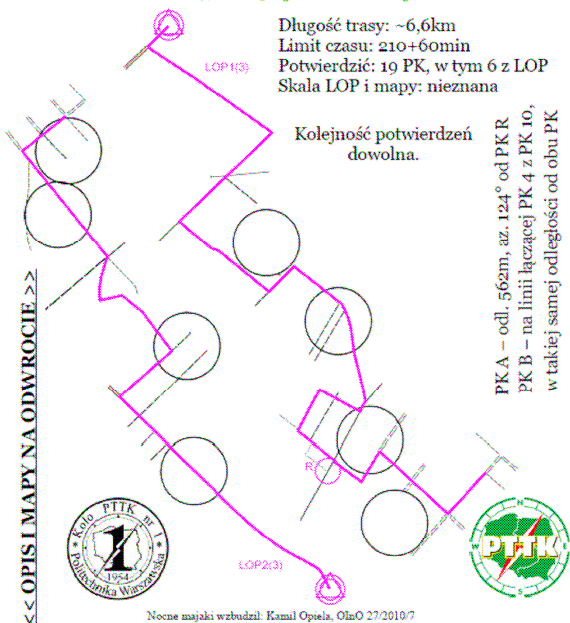 Długość trasy: ~6,6km
Limit czasu: 210+60min
Potwierdzić: 19 PK, w tym 6 z LOP
Skala LOP i mapy: nieznana
LOP1(3)
Kolejność potwierdzeń
dowolna.
PK A – odl. 562m, az. 124° od PK R
PK B – na linii łączącej PK 4 z PK 10,
w takiej samej odległości od obu PK
<< OPIS I MAPY NA ODWROCIE >>
R
Koło PTTK nr 1
1
1954
Politechnika Warszawska
LOP2(3)
N
E
S
W
PTTK
Nocne majaki wzbudził: Kamil Opiela, OInO 27/2010/7